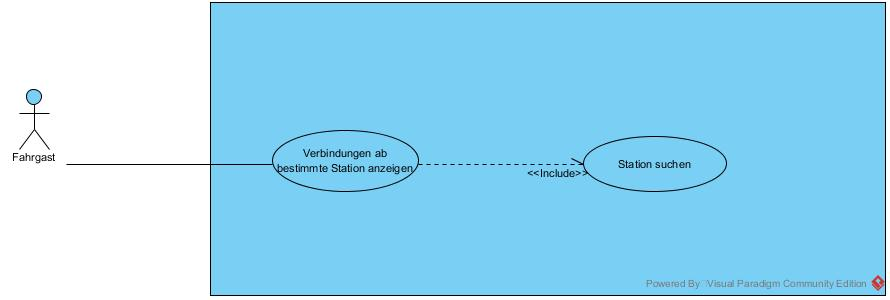 Fahrgast
Verbindungen ab
bestimmte Station anzeigen
<<Include>>
Station suchen
Powered By Visual Paradigm Community Edition